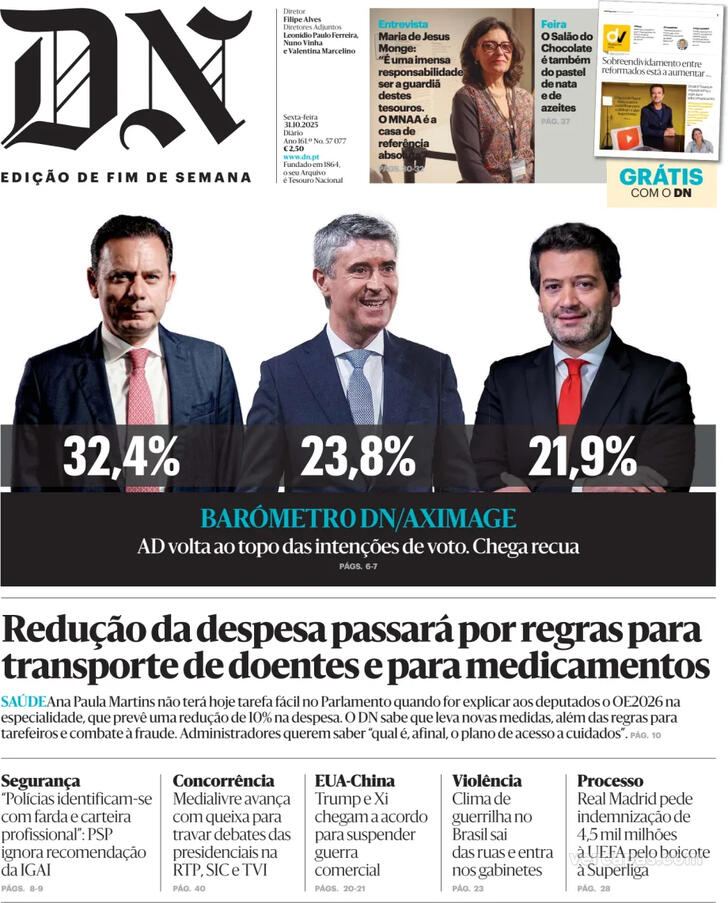 DN
EDIÇÃO DE FIM DE SEMANA
Diretor
Filipe Alves
Diretores Adjuntos
Leonídio Paulo Ferreira,
Nuno Vinha
e Valentina Marcelino
Sexta-feira
31.10.2025
Diário
Ano 161.º No. 57 077
€ 2,50
www.dn.pt
Fundado em 1864,
o seu Arquivo
é Tesouro Nacional
Entrevista
Maria de Jesus
Monge:
“É uma imensa
responsabilidade
ser a guardiã
destes
tesouros.
O MNAA é a
casa de
referência
PÁGS. 30-32
Feira
O Salão do
Chocolate
é também
do pastel
de nata
e de
azeites
PÁG. 37
Sobreendividamento entre
reformados está a aumentar ...
GRÁTIS
COM O DN
32,4%
23,8%
21,9%
BARÓMETRO DN/AXIMAGE
AD volta ao topo das intenções de voto. Chega recua
PÁGS. 6-7
Redução da despesa passará por regras para
transporte de doentes e para medicamentos
SAÚDE Ana Paula Martins não terá hoje tarefa fácil no Parlamento quando for explicar aos deputados o OE2026 na
especialidade, que prevê uma redução de 10% na despesa. O DN sabe que leva novas medidas, além das regras para
tarefeiros e combate à fraude. Administradores querem saber “qual é, afinal, o plano de acesso a cuidados”. PÁG. 10
Segurança
“Polícias identificam-se
com farda e carteira
profissional”: PSP
ignora recomendação
da IGAI
PÁGS. 8-9
Concorrência
Medialivre avança
com queixa para
travar debates das
presidenciais na
RTP, SIC e TVI
PÁG. 40
EUA-China
Trump e Xi
chegam a acordo
para suspender
guerra
comercial
PÁGS. 20-21
Violência
Clima de
guerrilha no
Brasil sai
das ruas e entra
nos gabinetes
PÁG. 23
Processo
Real Madrid pede
indemnização de
4,5 mil milhões
à UEFA pelo boicote
à Superliga
PÁG. 28
vercapas.com